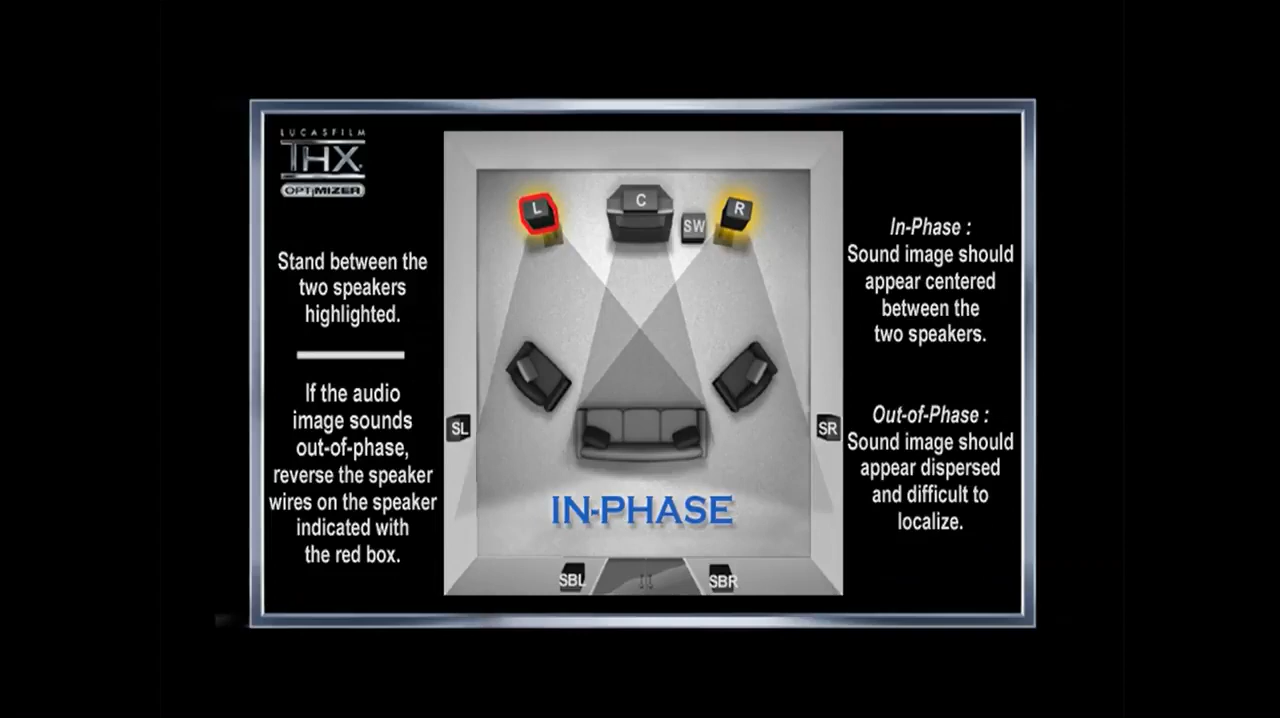 LUCASFILM
THX
OPTIMIZER
Stand between the
two speakers
highlighted.
If the audio
image sounds
out-of-phase,
reverse the speaker
wires on the speaker
indicated with
the red box.
L
C
R
SW
SL
SR
IN-PHASE
SBL
SBR
In-Phase :
Sound image should
appear centered
between the
two speakers.
Out-of-Phase :
Sound image should
appear dispersed
and difficult to
localize.